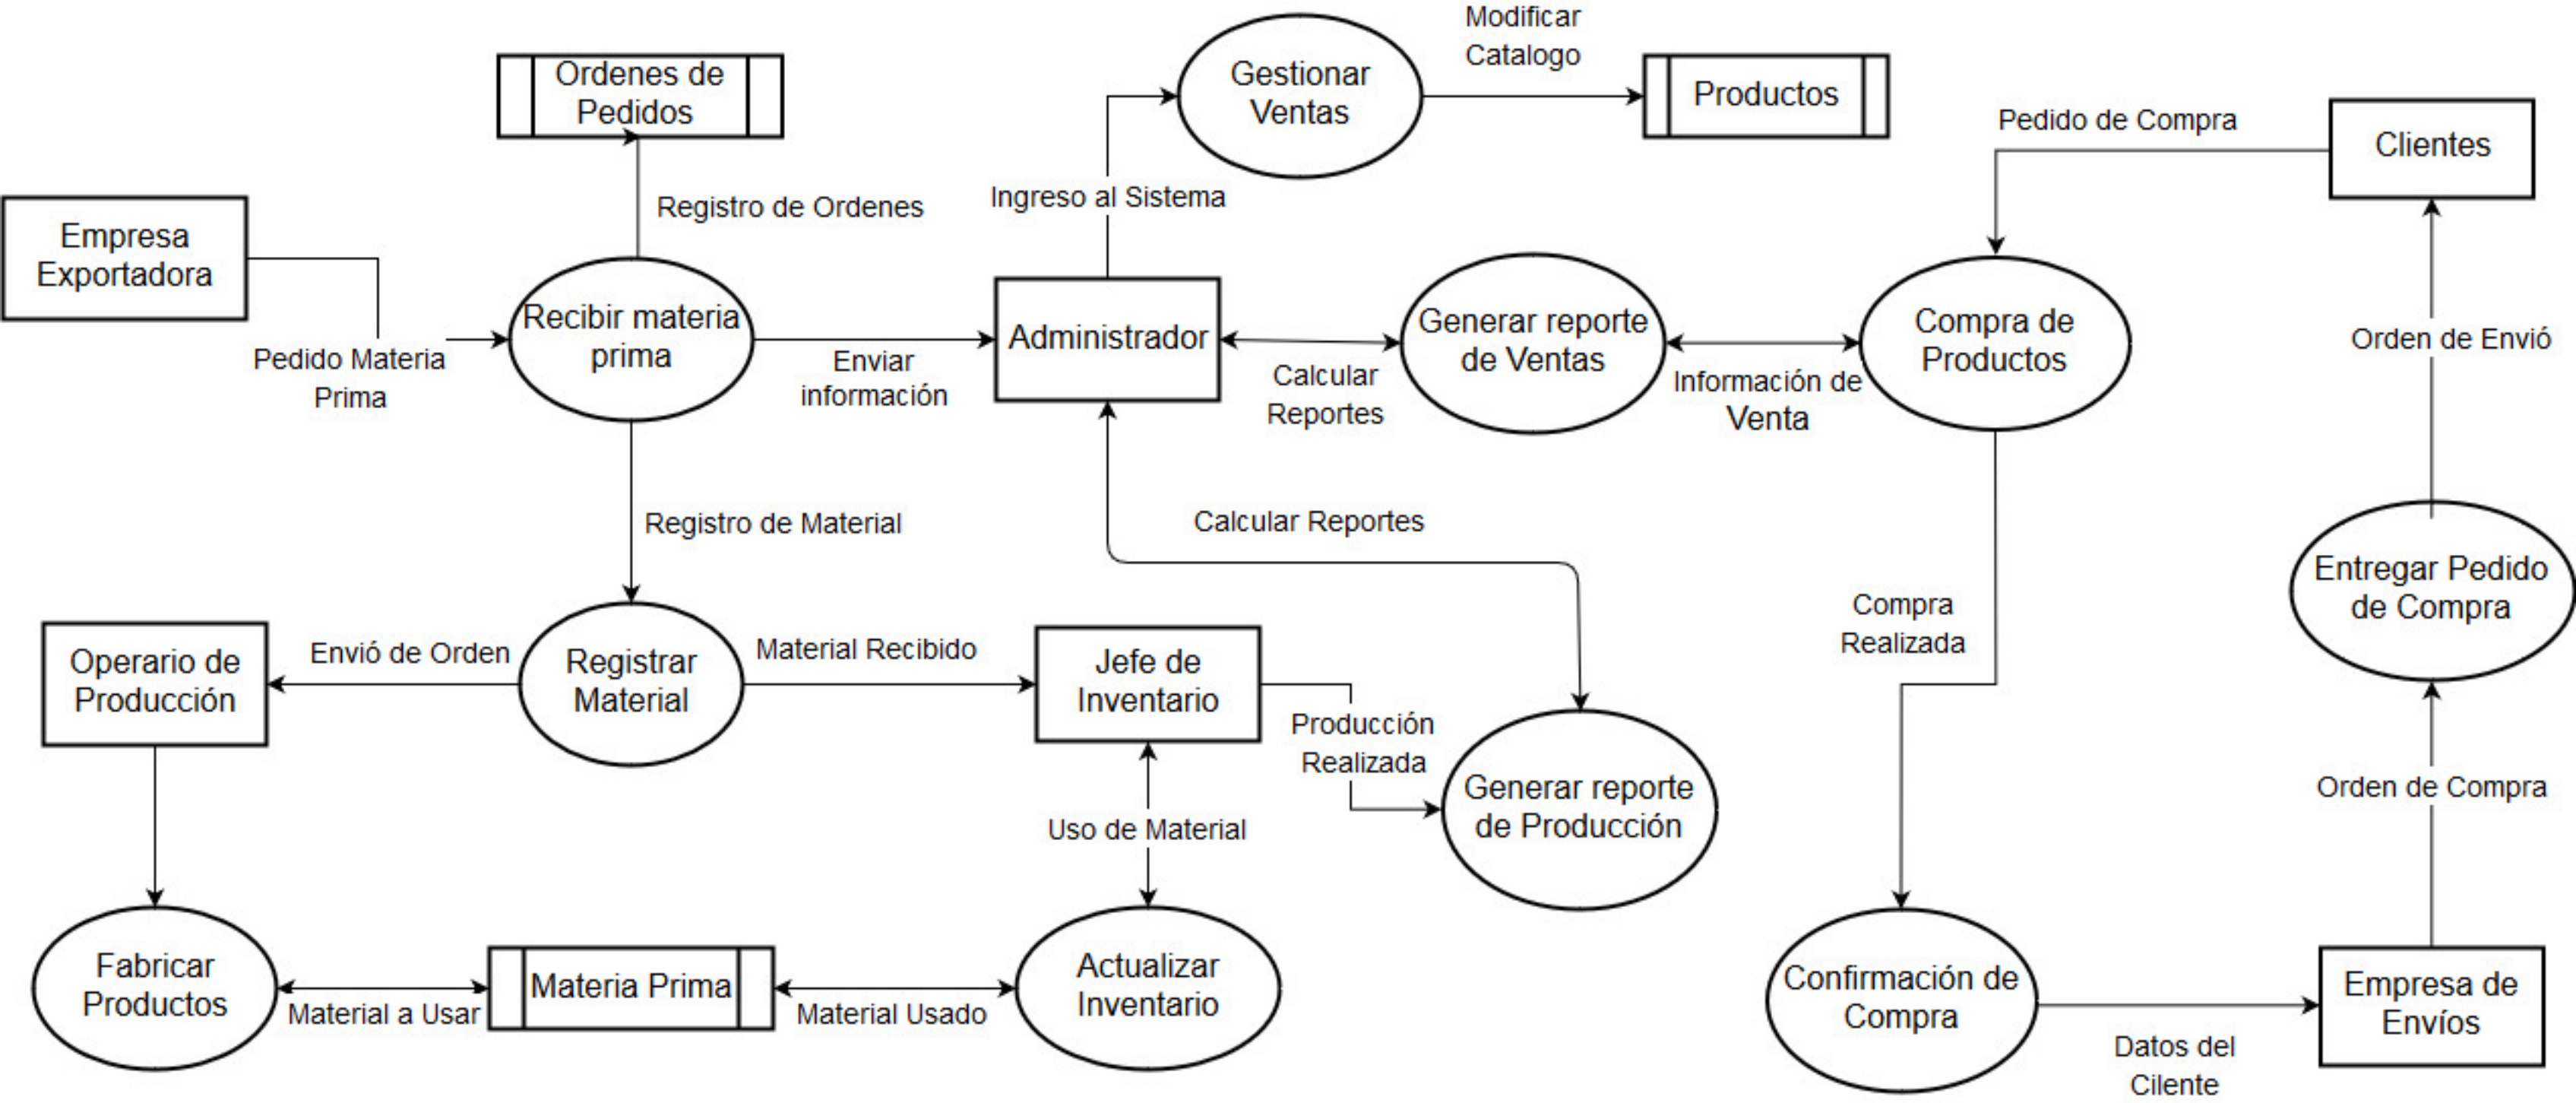 Modificar
Catalogo
Ordenes de
Pedidos
Gestionar
Ventas
Productos
Pedido de Compra
Clientes
Ingreso al Sistema
Registro de Ordenes
Empresa
Exportadora
Recibir materia
prima
Administrador
Generar reporte
de Ventas
Compra de
Productos
Orden de Envió
Pedido Materia
Prima
Enviar
información
Calcular
Reportes
Información de
Venta
Registro de Material
Calcular Reportes
Entregar Pedido
de Compra
Compra
Realizada
Operario de
Producción
Envió de Orden
Registrar
Material
Material Recibido
Jefe de
Inventario
Producción
Realizada
Generar reporte
de Producción
Orden de Compra
Uso de Material
Fabricar
Productos
Material a Usar
Materia Prima
Material Usado
Actualizar
Inventario
Confirmación de
Compra
Datos del
Cilente
Empresa de
Envíos